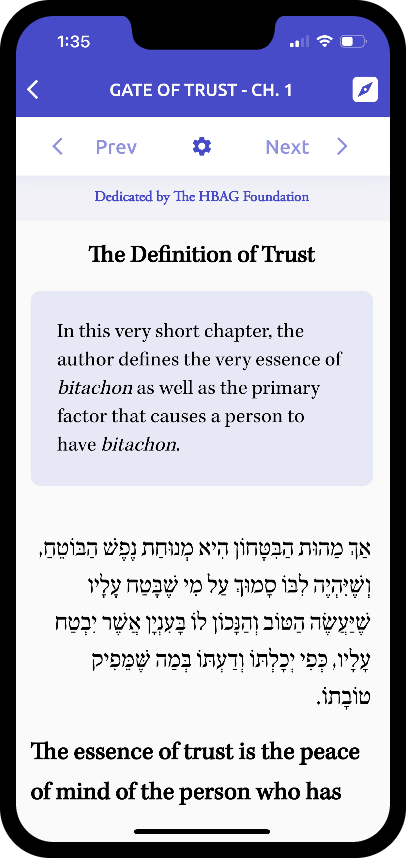 1:35
GATE OF TRUST - CH. 1
Prev
Next
Dedicated by The HBAG Foundation
The Definition of Trust
In this very short chapter, the
author defines the very essence of
bitachon as well as the primary
factor that causes a person to
have bitachon.
אַךְ מַהוּת הַבִּטָּחוֹן הִיא מְנוּחַת נֶפֶשׁ הַבּוֹטֵחַ,
וְשֶׁיִּהְיֶה לִבּוֹ סָמוּךְ עַל מִי שֶׁבָּטַח עָלָיו
שֶׁיַּעֲשֶׂה הַטּוֹב וְהַנָּכוֹן לוֹ בָּעִנְיָן אֲשֶׁר יִבְטַח
עָלָיו, כְּפִי יְכָלְתּוֹ וְדַעְתּוֹ בְּמַה שֶּׁמֵּפִיק
טוֹבָתוֹ.
The essence of trust is the peace
of mind of the person who has